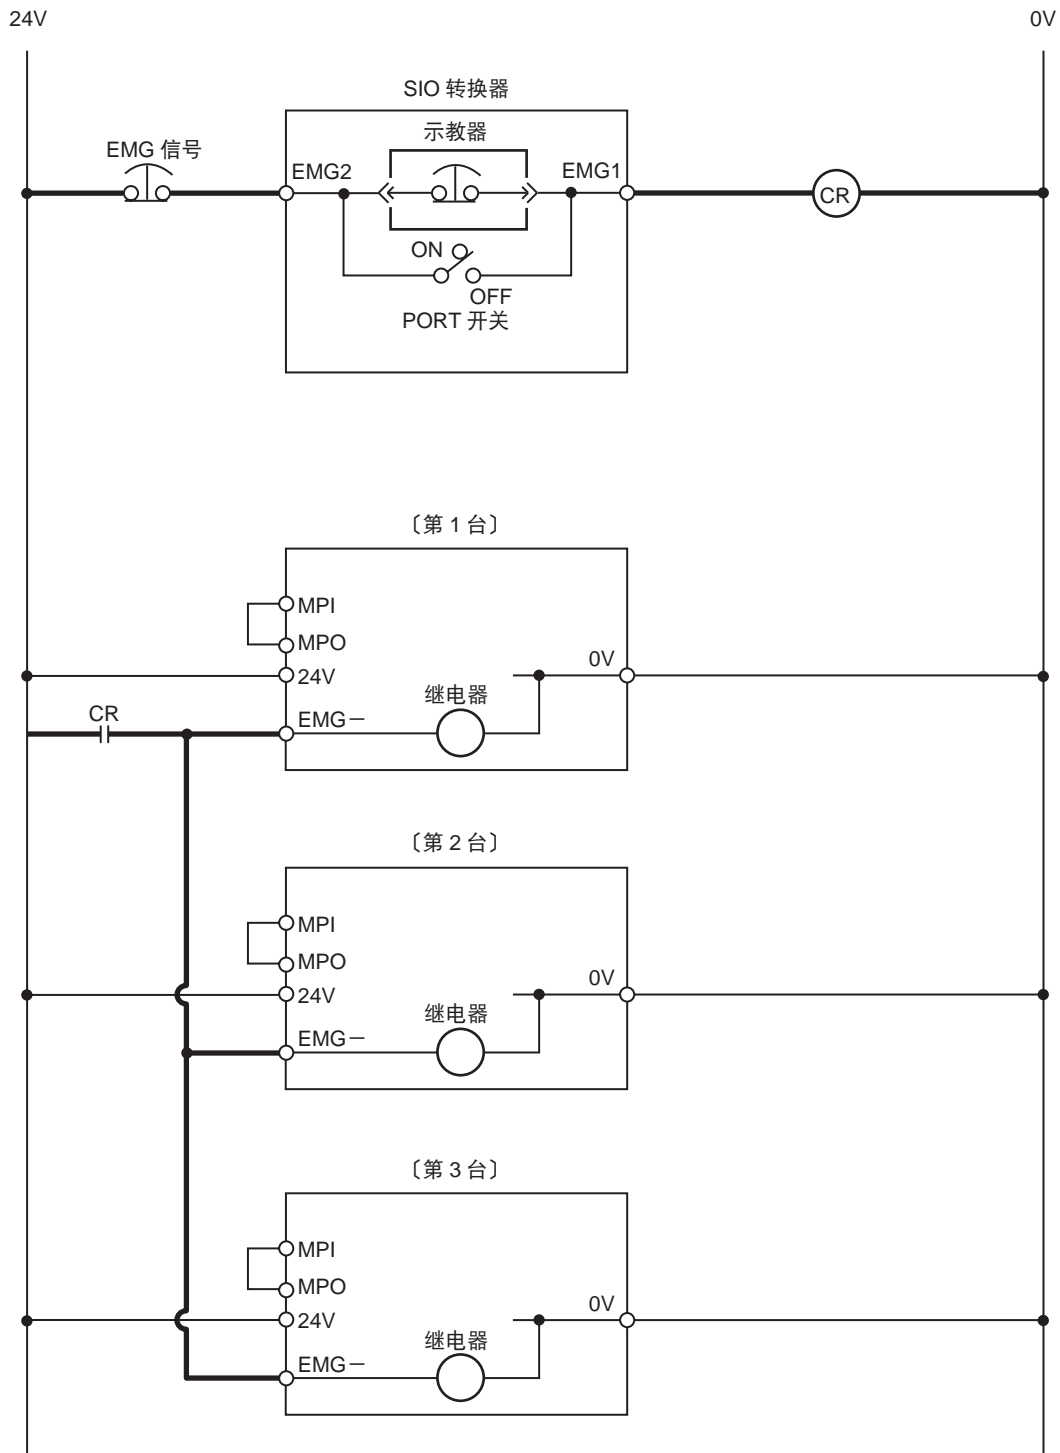 24V
0V
SIO 转换器
示教器
EMG 信号
EMG2
EMG1
CR
ON
OFF
PORT 开关
〔第 1 台〕
MPI
MPO
0V
24V
继电器
CR
EMG－
〔第 2 台〕
MPI
MPO
0V
24V
继电器
EMG－
〔第 3 台〕
MPI
MPO
0V
24V
继电器
EMG－